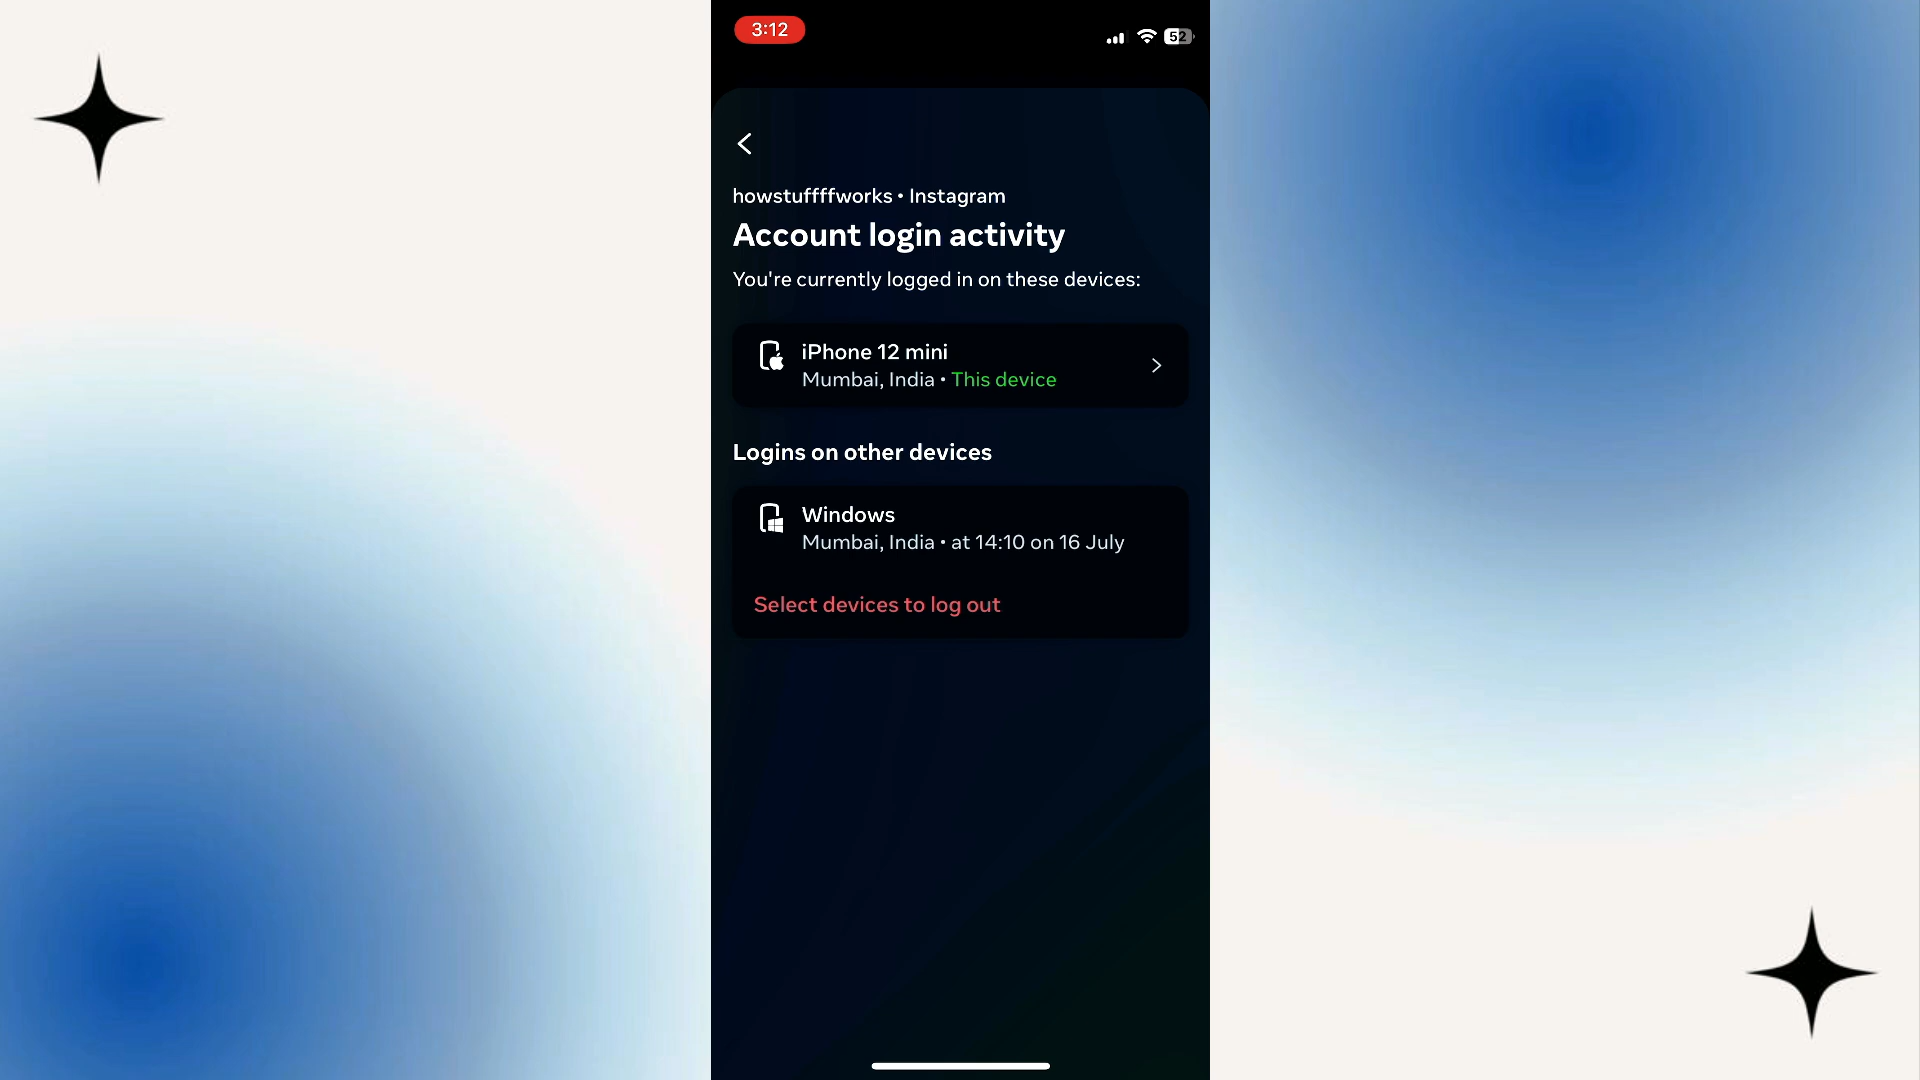 3:12
52
howstuffffworks • Instagram
Account login activity
You're currently logged in on these devices:
iPhone 12 mini
Mumbai, India • This device
Logins on other devices
Windows
Mumbai, India • at 14:10 on 16 July
Select devices to log out